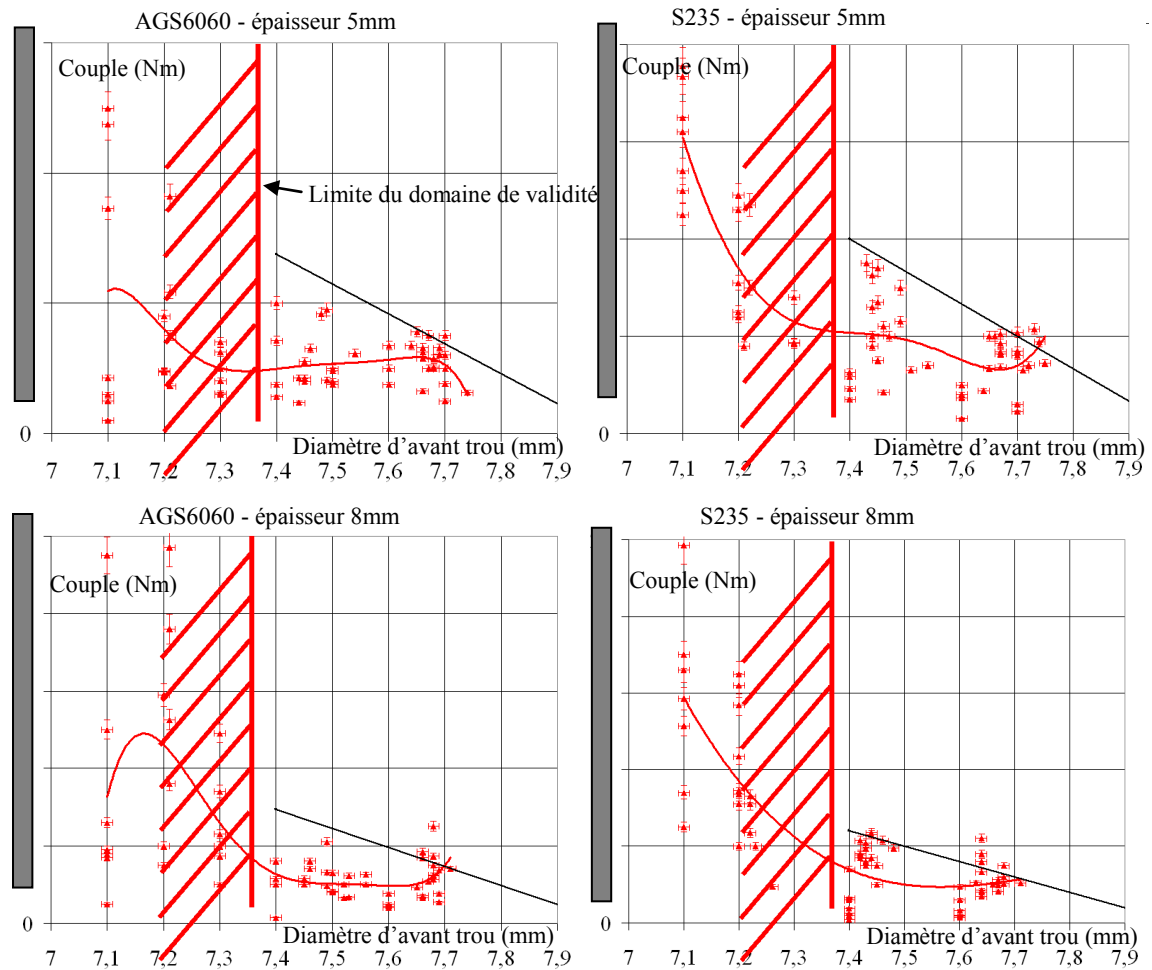 AGS6060 - épaisseur 5mm
Couple (Nm)
Limite du domaine de validité
0
Diamètre d'avant trou (mm)
7 7,1 7,2 7,3 7,4 7,5 7,6 7,7 7,8 7,9
S235 - épaisseur 5mm
Couple (Nm)
0
Diamètre d'avant trou (mm)
7 7,1 7,2 7,3 7,4 7,5 7,6 7,7 7,8 7,9
AGS6060 - épaisseur 8mm
Couple (Nm)
0
Diamètre d'avant trou (mm)
7 7,1 7,2 7,3 7,4 7,5 7,6 7,7 7,8 7,9
S235 - épaisseur 8mm
Couple (Nm)
0
Diamètre d'avant trou (mm)
7 7,1 7,2 7,3 7,4 7,5 7,6 7,7 7,8 7,9